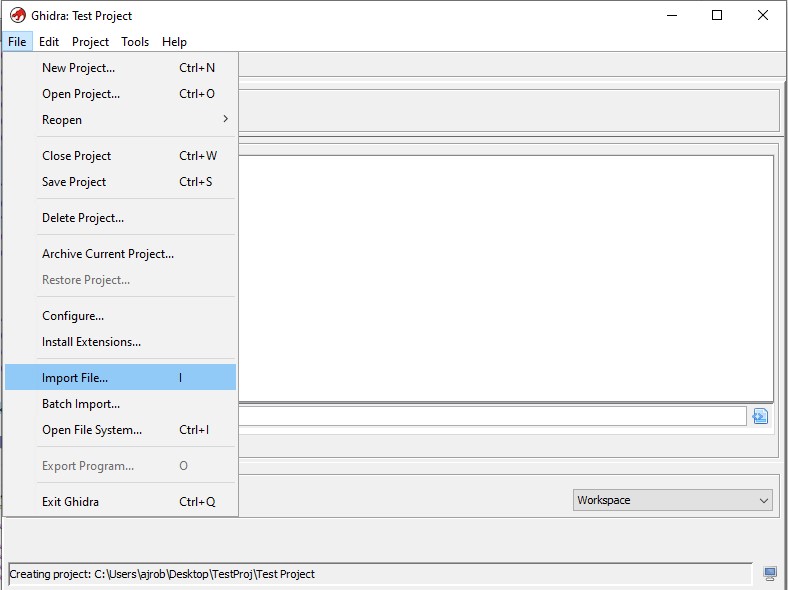 Ghidra: Test Project
File Edit Project Tools Help
New Project... Ctrl+N
Open Project... Ctrl+O
Reopen
Close Project Ctrl+W
Save Project Ctrl+S
Delete Project...
Archive Current Project...
Restore Project...
Configure...
Install Extensions...
Import File... I
Batch Import...
Open File System... Ctrl+I
Export Program... O
Exit Ghidra Ctrl+Q
Workspace
Creating project: C:\Users\ajrob\Desktop\TestProj\Test Project